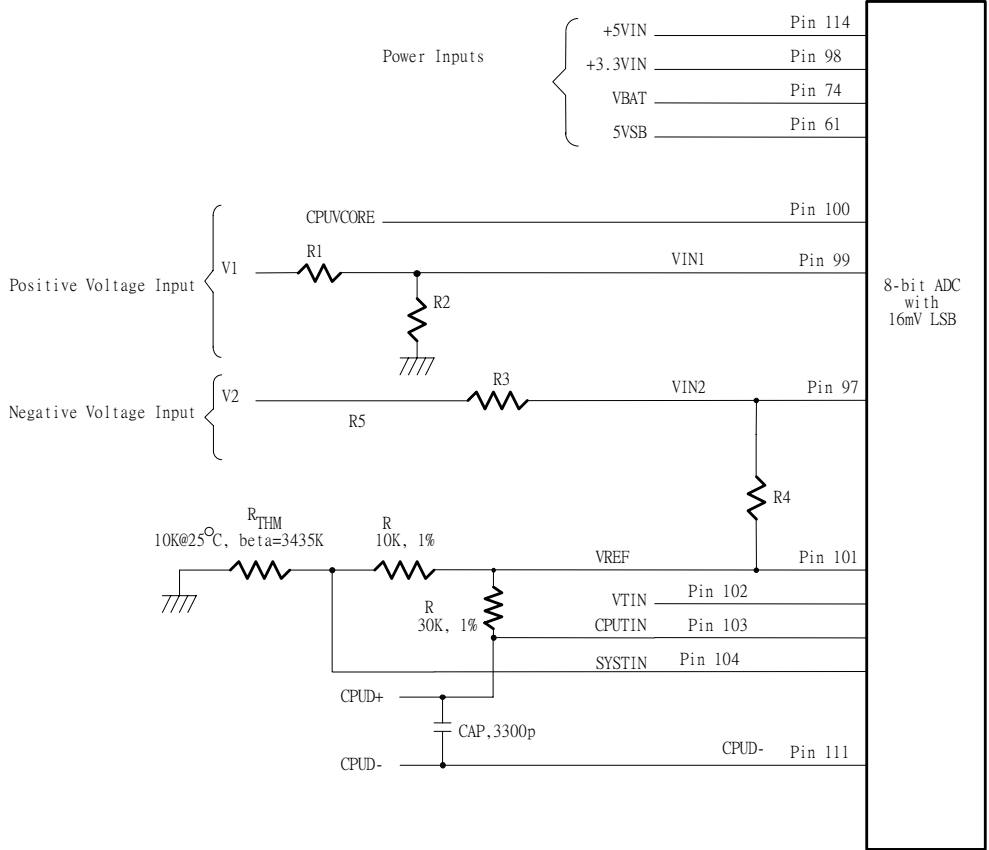 Power Inputs
+5VIN Pin 114
+3.3VIN Pin 98
VBAT Pin 74
5VSB Pin 61
CPUVCORE Pin 100
Positive Voltage Input
V1 R1 VIN1 Pin 99
R2
8-bit ADC
with
16mV LSB
Negative Voltage Input
V2 R3 VIN2 Pin 97
R5
R4
RTHM
10K@25°C, beta=3435K
R
10K, 1%
VREF Pin 101
R
30K, 1%
VTIN Pin 102
CPUTIN Pin 103
SYSTIN Pin 104
CPUD+
CAP,3300p
CPUD-
CPUD- Pin 111